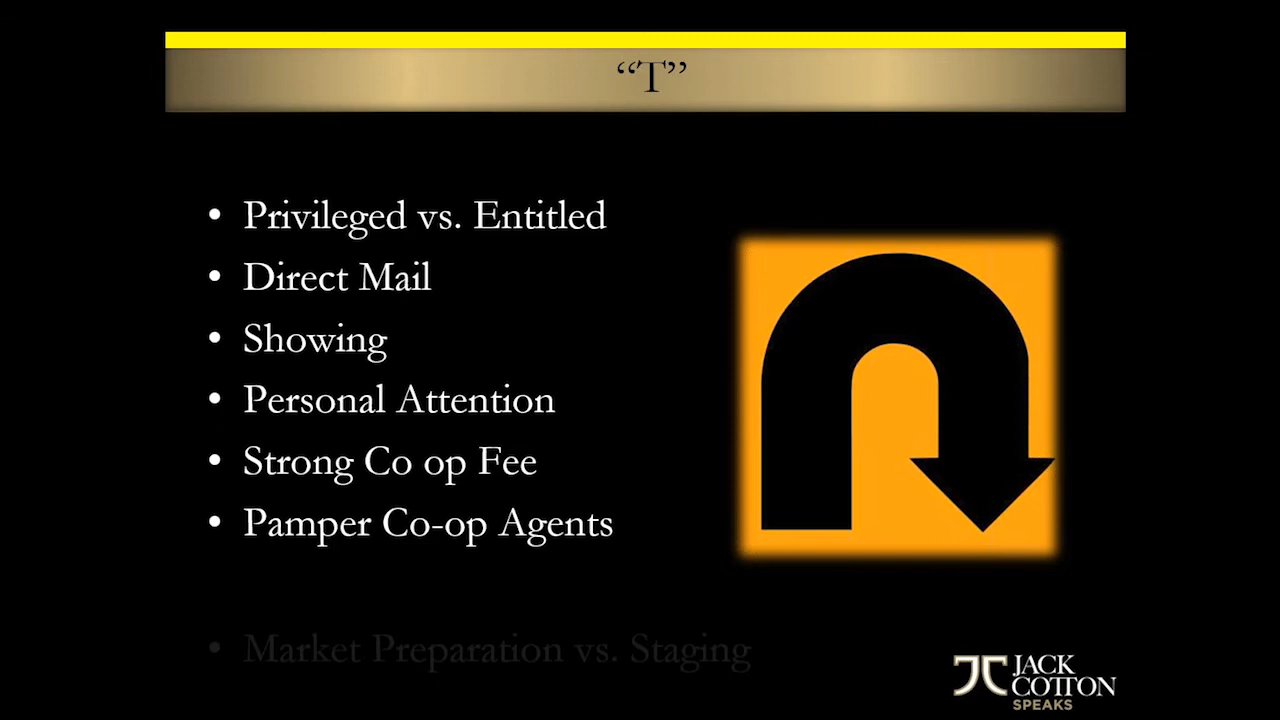 “T”
• Privileged vs. Entitled
• Direct Mail
• Showing
• Personal Attention
• Strong Co op Fee
• Pamper Co-op Agents
• Market Preparation vs. Staging
JACK
COTTON
SPEAKS